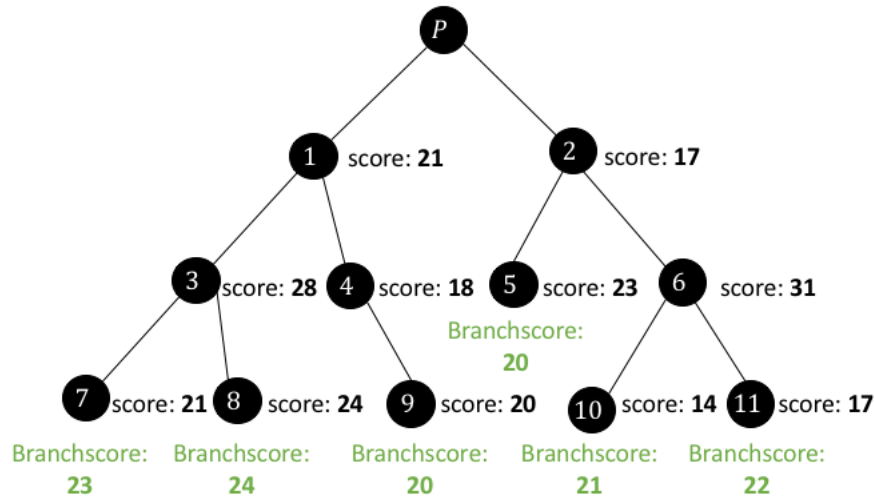 P
1 score: 21
2 score: 17
3 score: 28
4 score: 18
5 score: 23
6 score: 31
Branchscore:
20
7 score: 21
8 score: 24
9 score: 20
10 score: 14
11 score: 17
Branchscore:
23
Branchscore:
24
Branchscore:
20
Branchscore:
21
Branchscore:
22